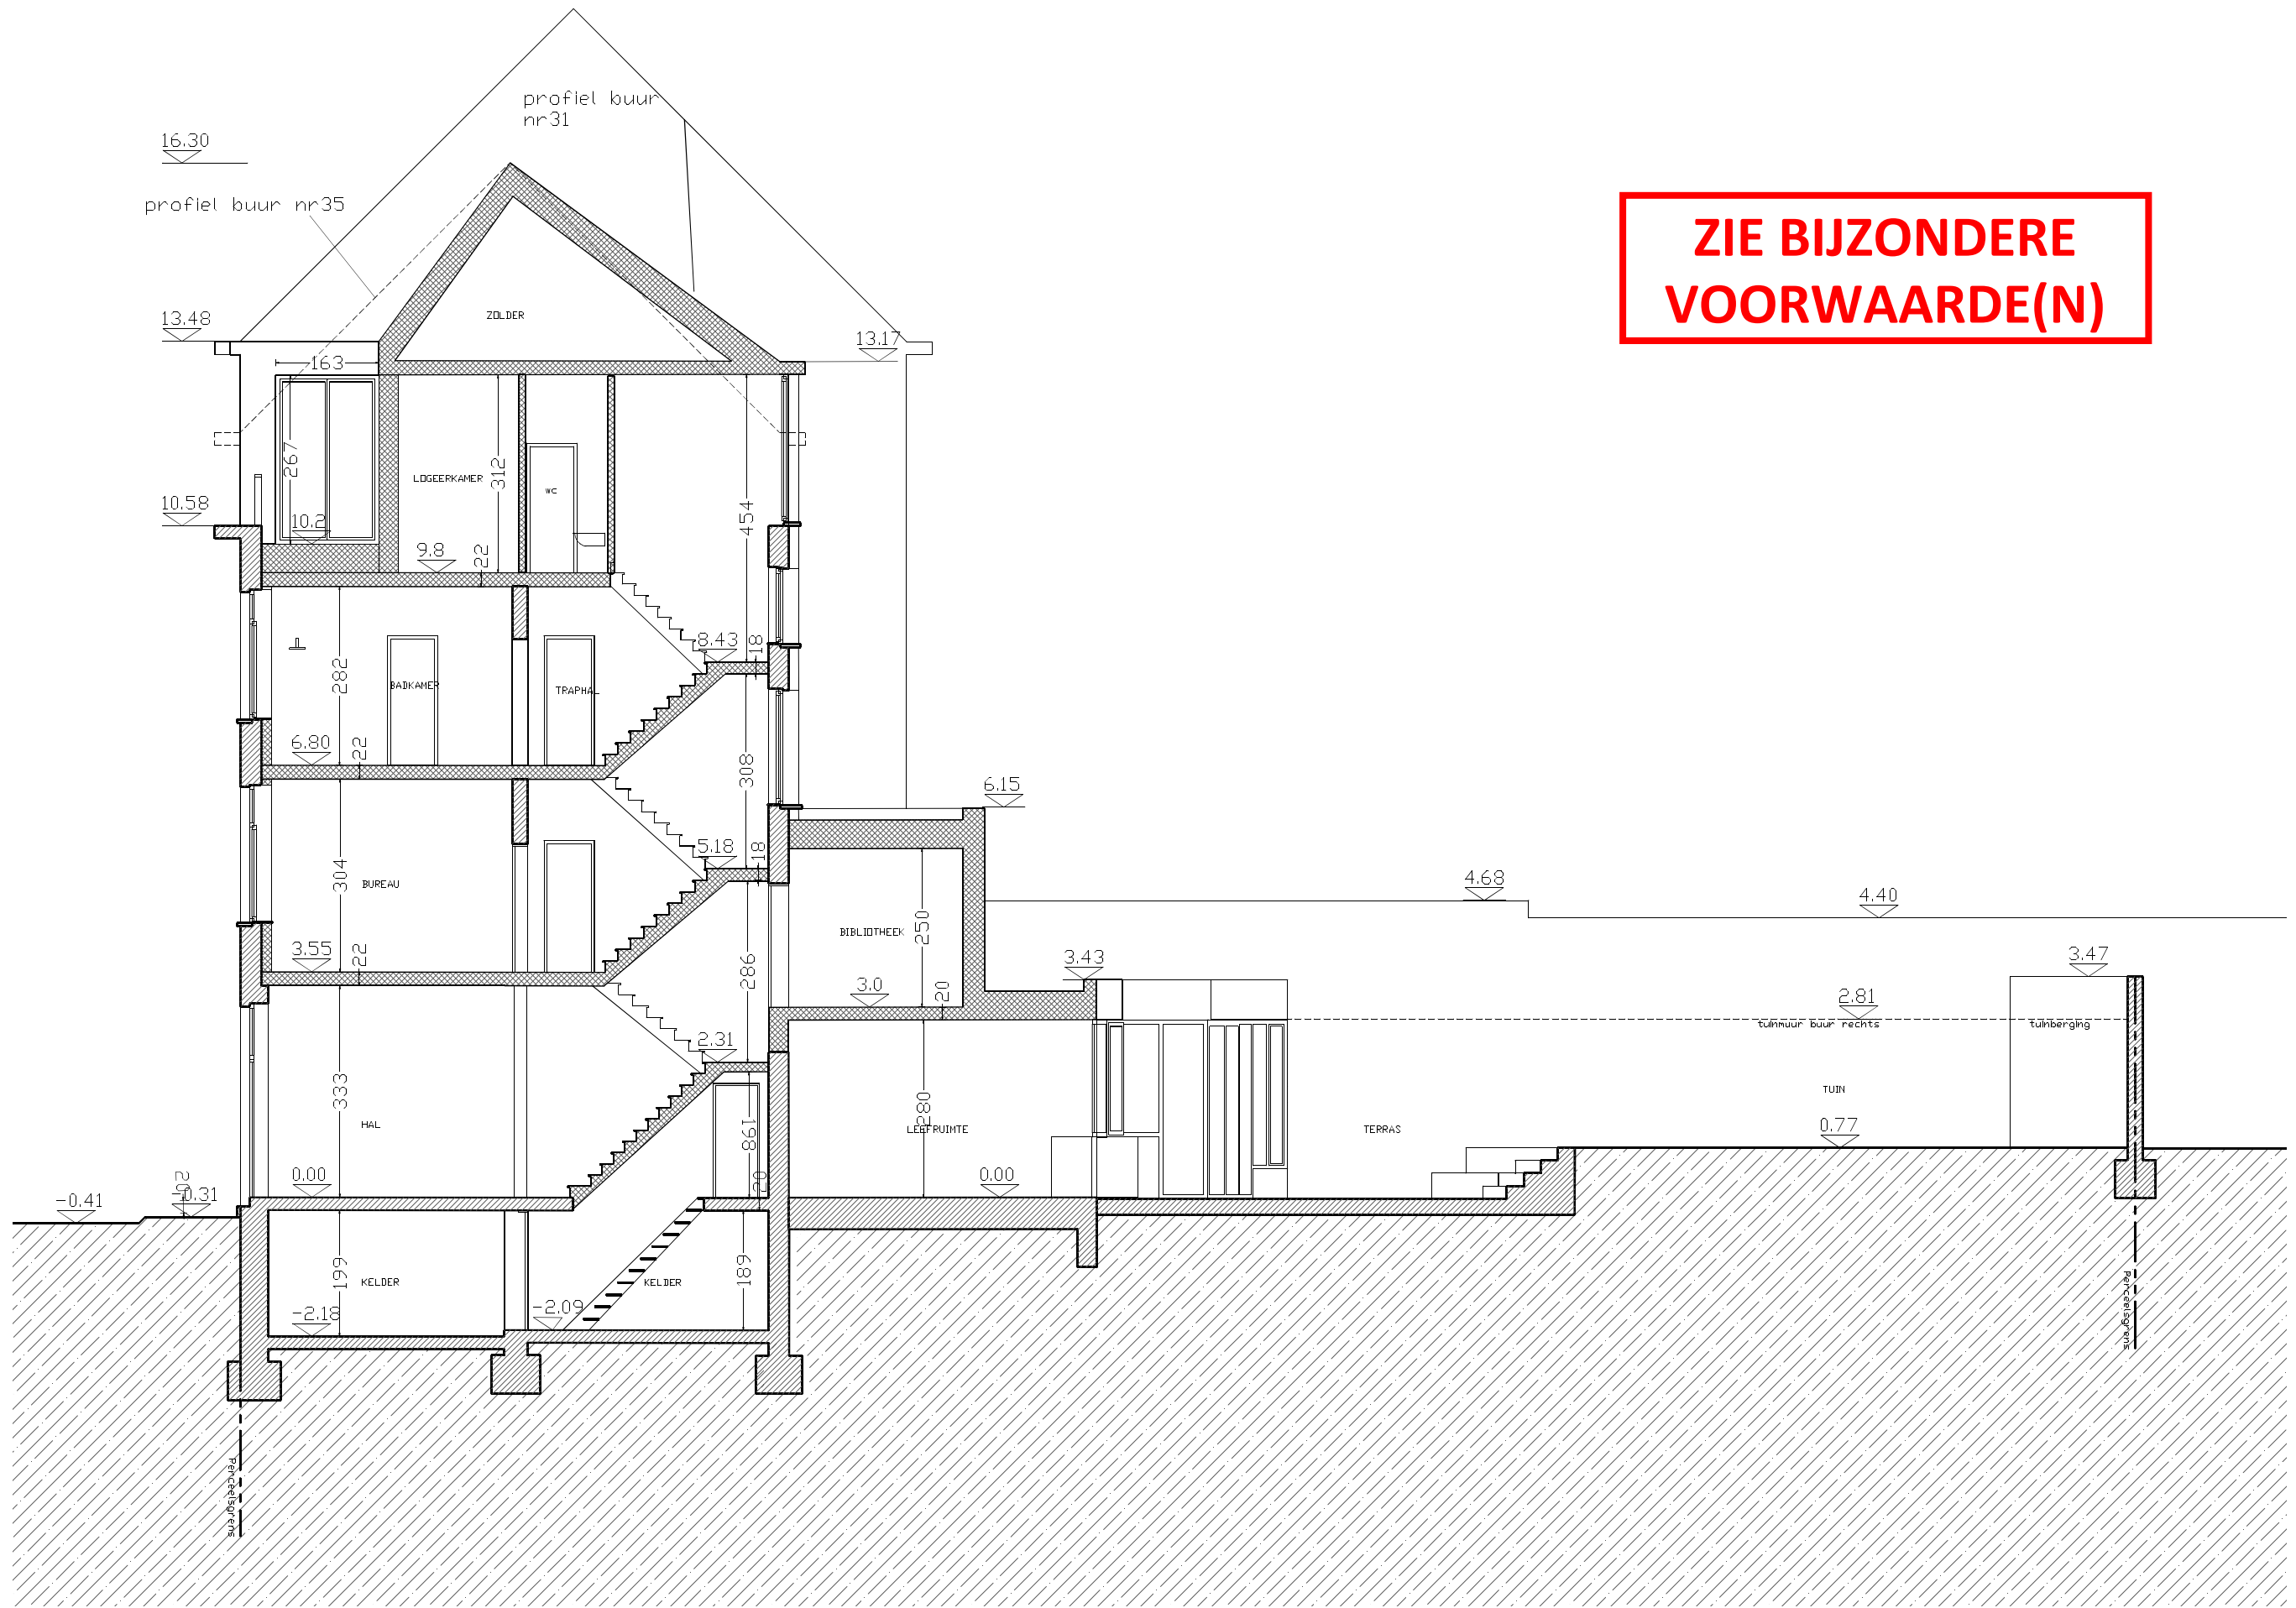 profiel buur
nr31
16.30
profiel buur nr35
ZIE BIJZONDERE
VOORWAARDE(N)
ZOLDER
13.48
13.17
163
267
LOGEERKAMER
312
WC
454
10.58
10.2
9.8
22
8.43
18
282
BADKAMER
TRAPHAL
6.80
22
308
6.15
5.18
18
304
BUREAU
4.68
4.40
BIBLIOTHEEK
250
3.55
22
286
3.0
20
3.43
3.47
2.81
tuinmuur buur rechts
tuinberging
2.31
333
HAL
198
280
LEEFRUIMTE
TERRAS
TUIN
0.77
20
0.00
20
0.00
-0.41
-0.31
199
KELDER
KELDER
189
-2.18
-2.09
Perceelsgrens
Perceelsgrens